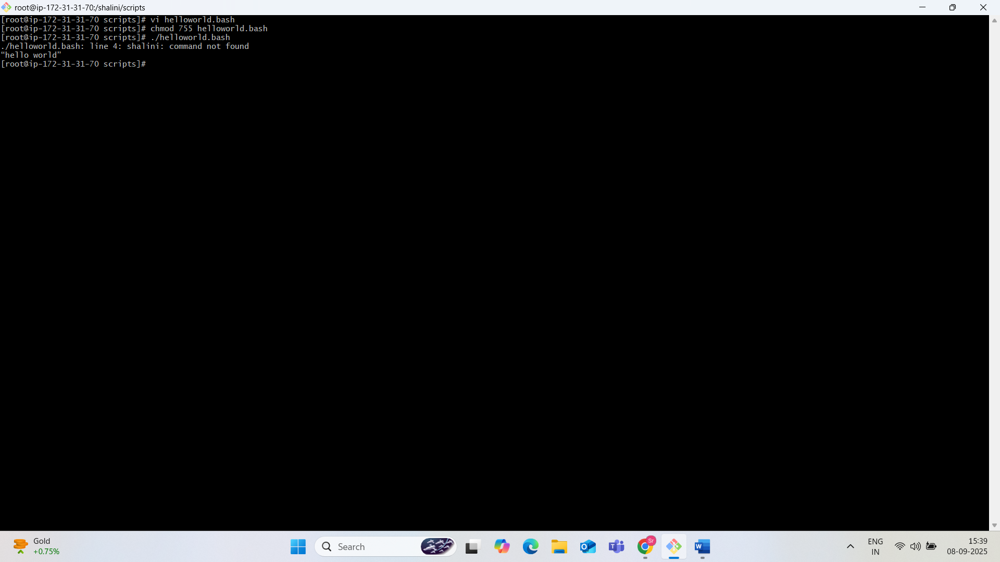 root@ip-172-31-31-70:/shalini/scripts
[root@ip-172-31-31-70 scripts]# vi helloworld.bash
[root@ip-172-31-31-70 scripts]# chmod 755 helloworld.bash
[root@ip-172-31-31-70 scripts]# ./helloworld.bash
./helloworld.bash: line 4: shalini: command not found
“hello world”
[root@ip-172-31-31-70 scripts]#
Gold
+0.75%
Search
Sr
ENG
IN
15:39
08-09-2025